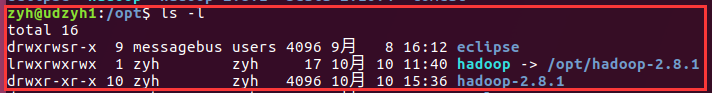 zyh@udzyh1:/opt$ ls -l
total 16
drwxrwsr-x  9 messagebus users 4096 9月   8 16:12 eclipse
lrwxrwxrwx  1 zyh        zyh     17 10月 10 11:40 hadoop -> /opt/hadoop-2.8.1
drwxr-xr-x 10 zyh        zyh   4096 10月 10 15:36 hadoop-2.8.1